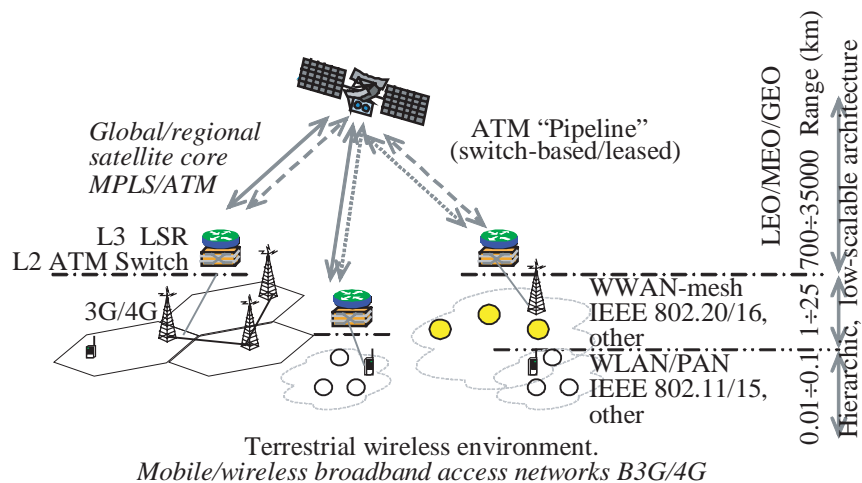 Global/regional
satellite core
MPLS/ATM
ATM “Pipeline”
(switch-based/leased)
L3 LSR
L2 ATM Switch
3G/4G
WWAN-mesh
IEEE 802.20/16,
other
WLAN/PAN
IEEE 802.11/15,
other
LEO/MEO/GEO
0.01÷0.1 1÷25 700÷35000 Range (km)
Hierarchic, low-scalable architecture
Terrestrial wireless environment.
Mobile/wireless broadband access networks B3G/4G